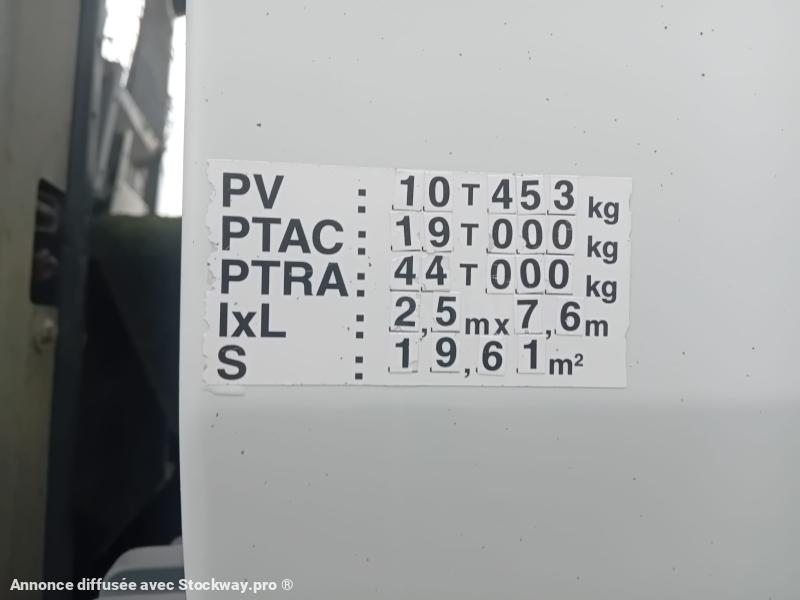 PV : 10 T 453 kg
PTAC : 19 T 000 kg
PTRA : 44 T 000 kg
lxL : 2,5 m x 7,6 m
S : 19,61 m²
Annonce diffusée avec Stockway.pro ®